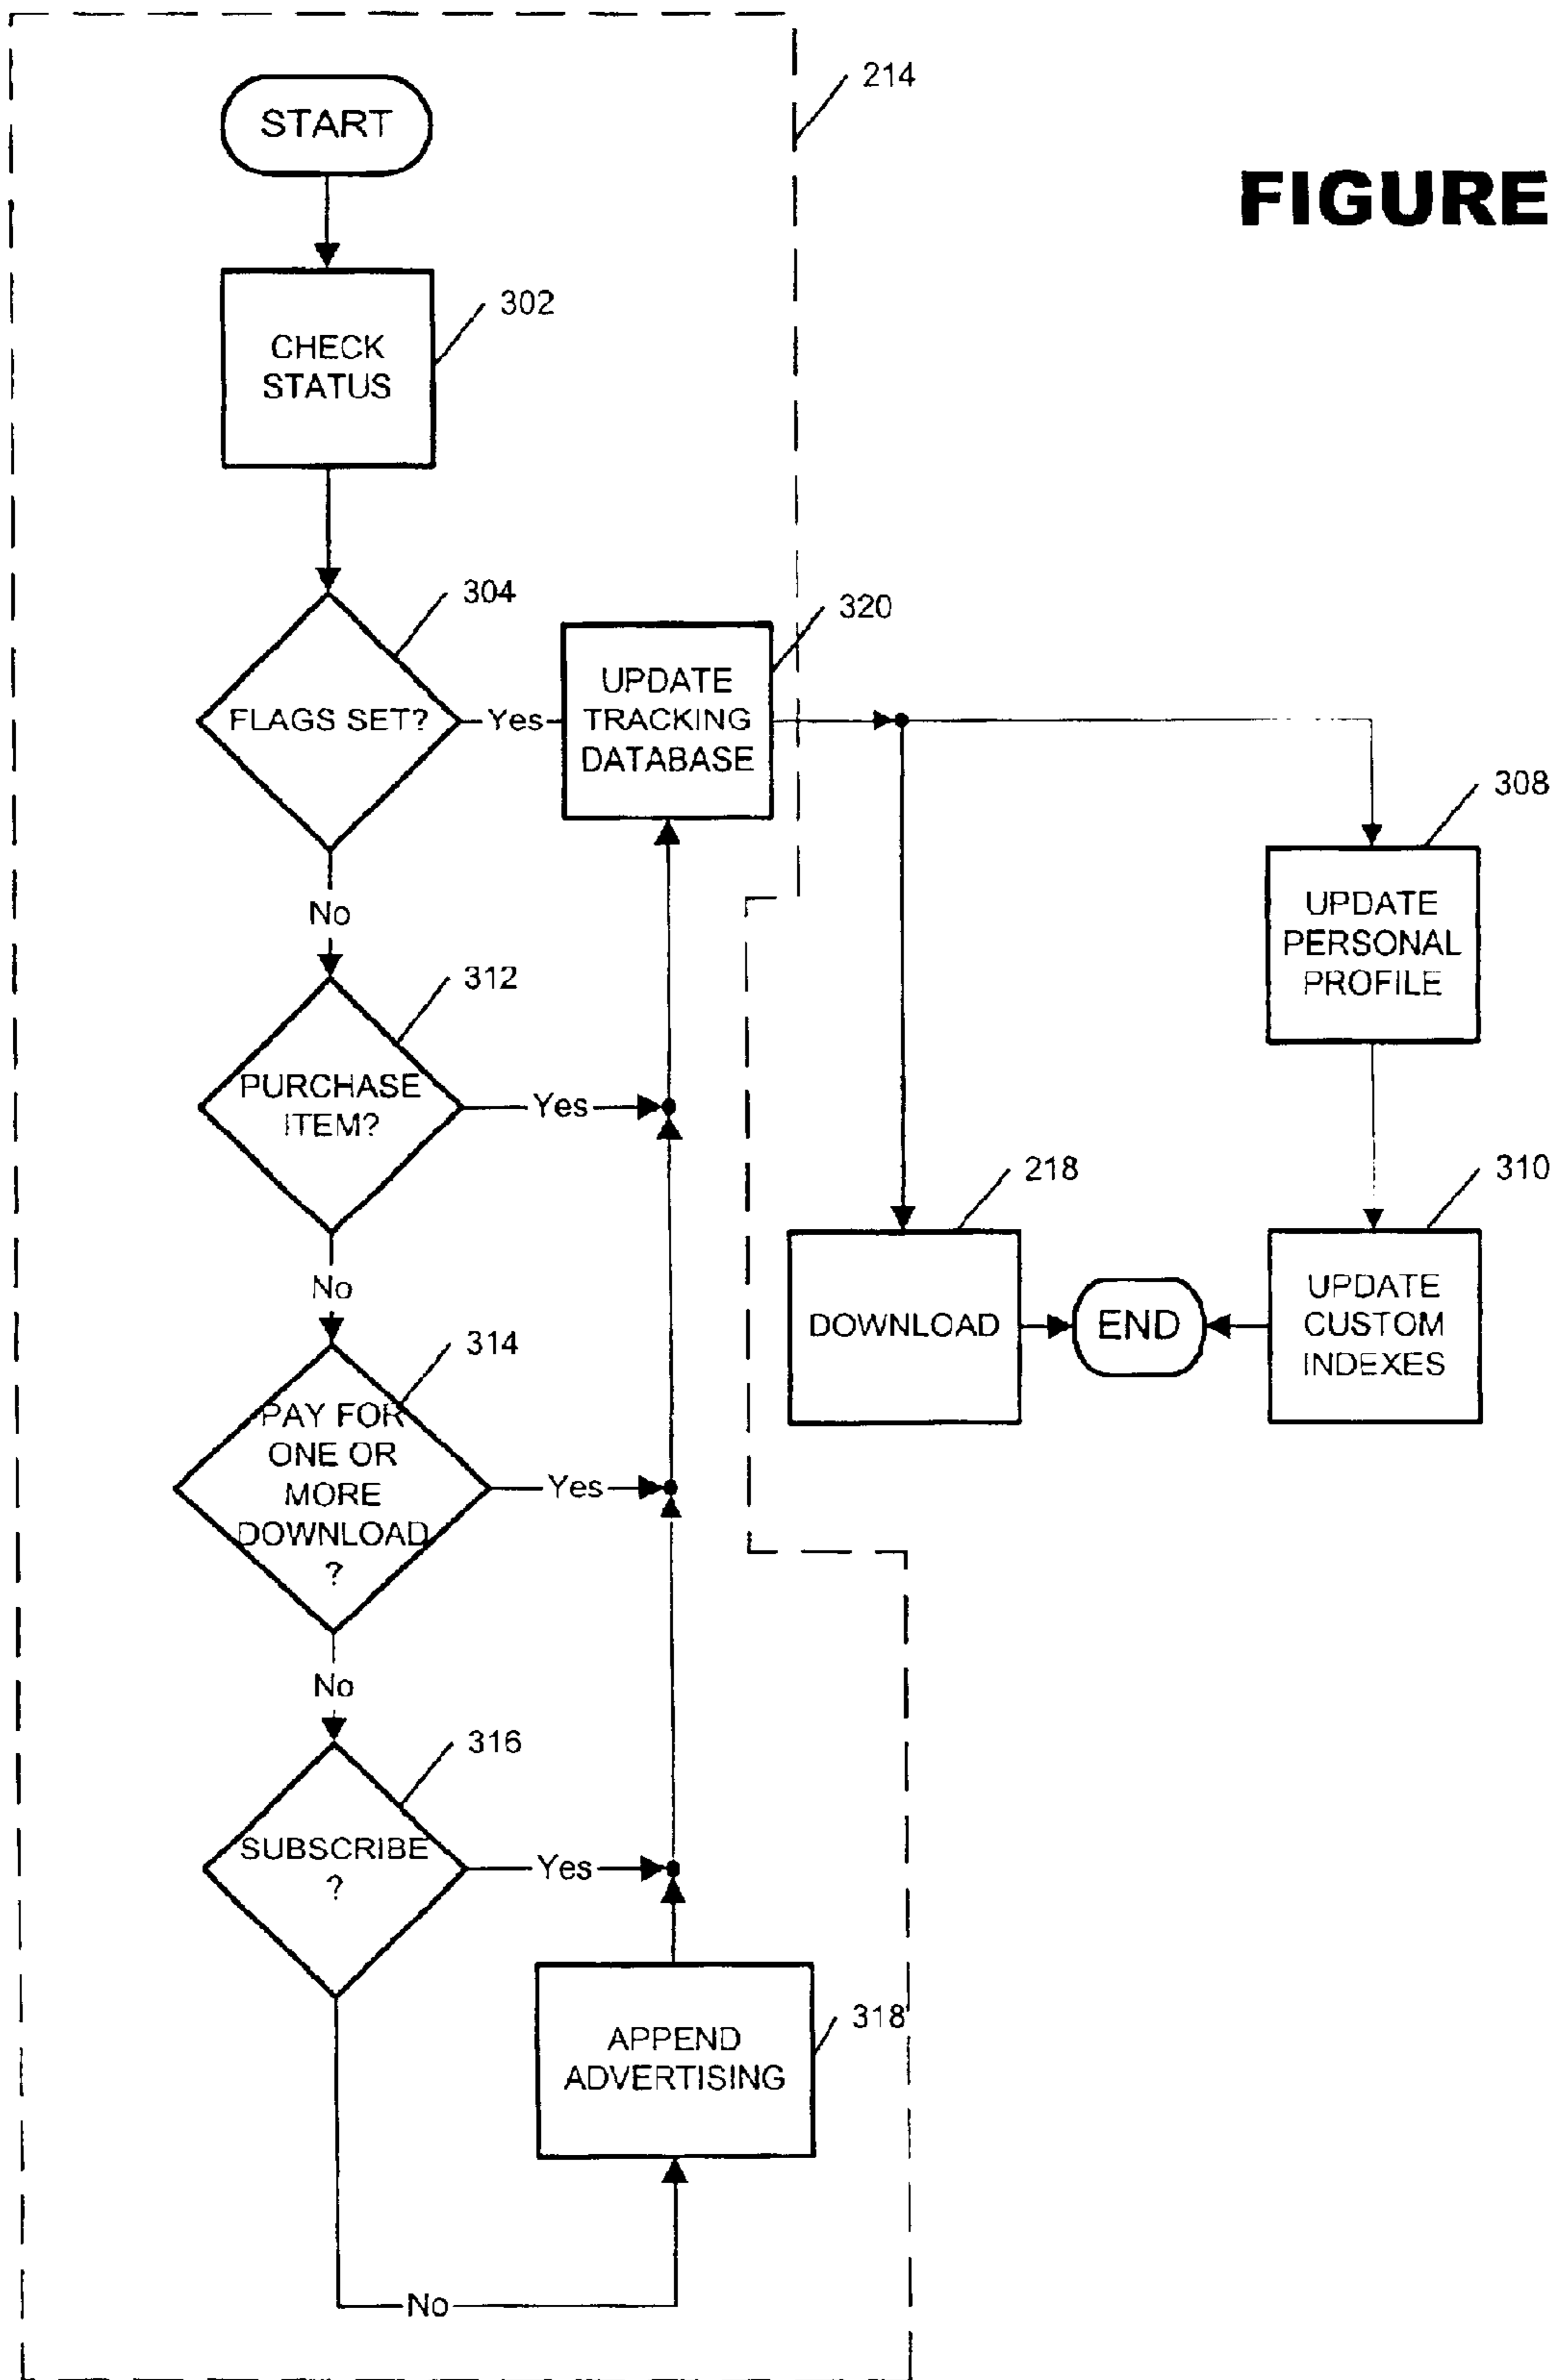 214
START
FIGURE
302
CHECK
STATUS
304
320
FLAGS SET?
Yes
UPDATE
TRACKING
DATABASE
308
UPDATE
PERSONAL
PROFILE
No
312
PURCHASE
ITEM?
Yes
218
310
No
DOWNLOAD
END
UPDATE
CUSTOM
INDEXES
314
PAY FOR
ONE OR
MORE
DOWNLOAD
?
Yes
No
316
SUBSCRIBE
?
Yes
318
APPEND
ADVERTISING
No